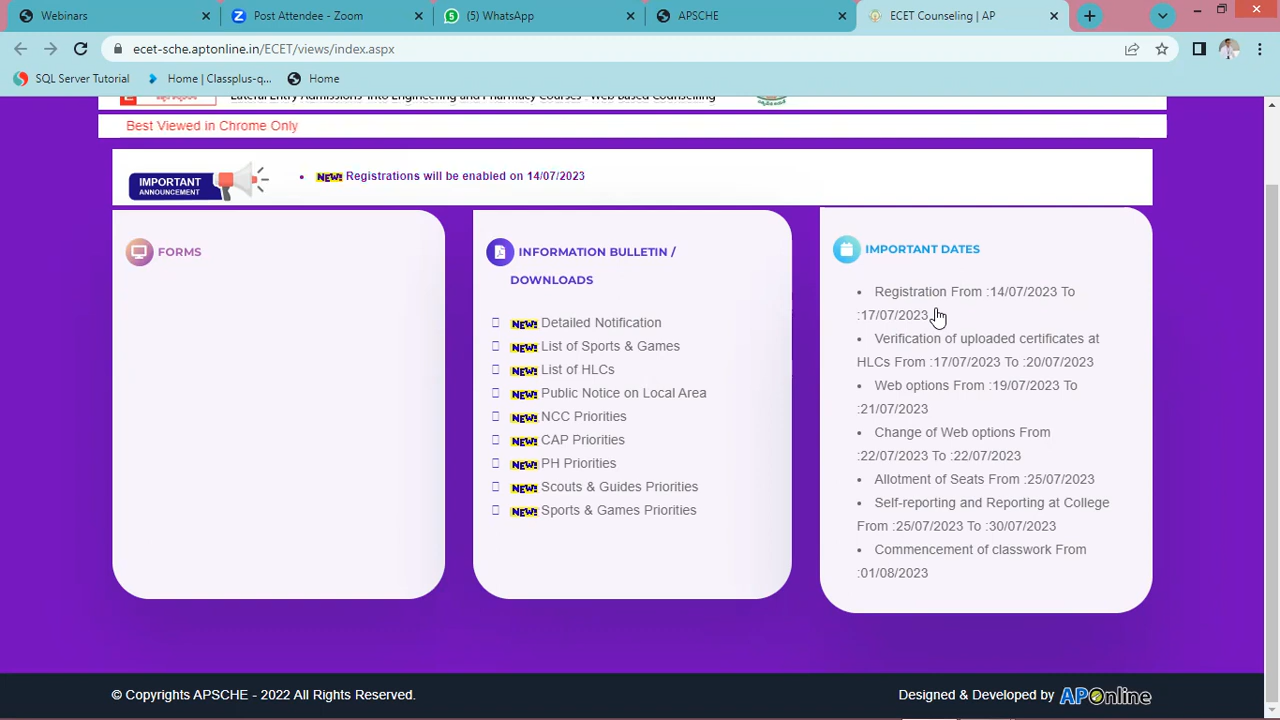 Webinars
Post Attendee - Zoom
(5) WhatsApp
APSCHE
ECET Counseling | AP
ecet-sche.aptonline.in/ECET/views/index.aspx
SQL Server Tutorial
Home | Classplus-q...
Home
Lateral Entry Admissions into Engineering and Pharmacy Courses - Web Based Counselling
Best Viewed in Chrome Only
IMPORTANT
ANNOUNCEMENT
• NEW! Registrations will be enabled on 14/07/2023
FORMS
INFORMATION BULLETIN /
DOWNLOADS
NEW! Detailed Notification
NEW! List of Sports & Games
NEW! List of HLCs
NEW! Public Notice on Local Area
NEW! NCC Priorities
NEW! CAP Priorities
NEW! PH Priorities
NEW! Scouts & Guides Priorities
NEW! Sports & Games Priorities
IMPORTANT DATES
• Registration From :14/07/2023 To
:17/07/2023
• Verification of uploaded certificates at
HLCs From :17/07/2023 To :20/07/2023
• Web options From :19/07/2023 To
:21/07/2023
• Change of Web options From
:22/07/2023 To :22/07/2023
• Allotment of Seats From :25/07/2023
• Self-reporting and Reporting at College
From :25/07/2023 To :30/07/2023
• Commencement of classwork From
:01/08/2023
© Copyrights APSCHE - 2022 All Rights Reserved.
Designed & Developed by APOnline